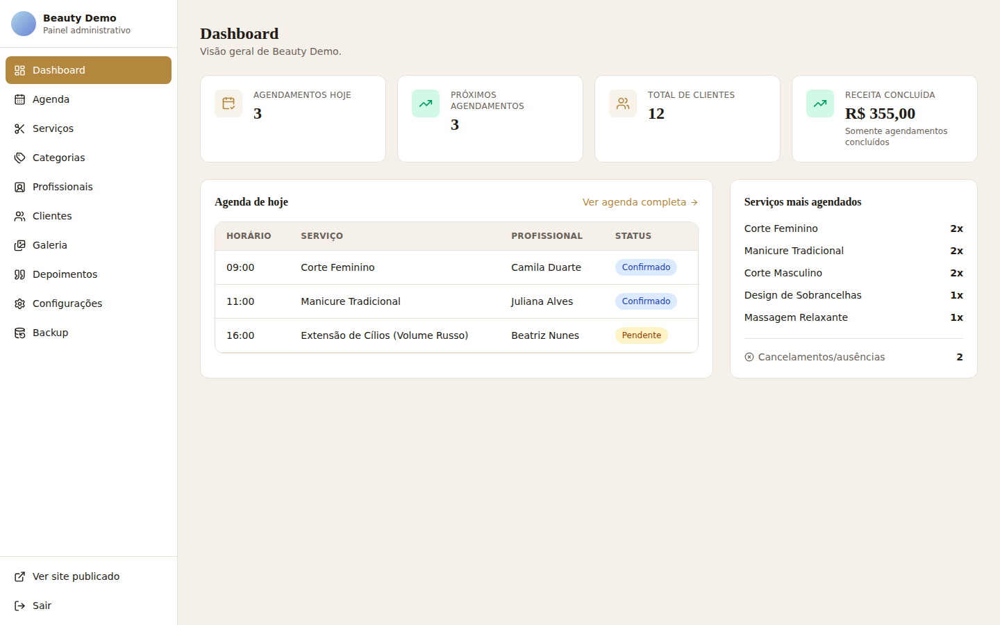 Beauty Demo
Painel administrativo
Dashboard
Agenda
Serviços
Categorias
Profissionais
Clientes
Galeria
Depoimentos
Configurações
Backup
Ver site publicado
Sair
Dashboard
Visão geral de Beauty Demo.
AGENDAMENTOS HOJE
3
PRÓXIMOS
AGENDAMENTOS
3
TOTAL DE CLIENTES
12
RECEITA CONCLUÍDA
R$ 355,00
Somente agendamentos
concluídos
Agenda de hoje
Ver agenda completa
HORÁRIO SERVIÇO PROFISSIONAL STATUS
09:00 Corte Feminino Camila Duarte Confirmado
11:00 Manicure Tradicional Juliana Alves Confirmado
16:00 Extensão de Cílios (Volume Russo) Beatriz Nunes Pendente
Serviços mais agendados
Corte Feminino 2x
Manicure Tradicional 2x
Corte Masculino 2x
Design de Sobrancelhas 1x
Massagem Relaxante 1x
Cancelamentos/ausências 2